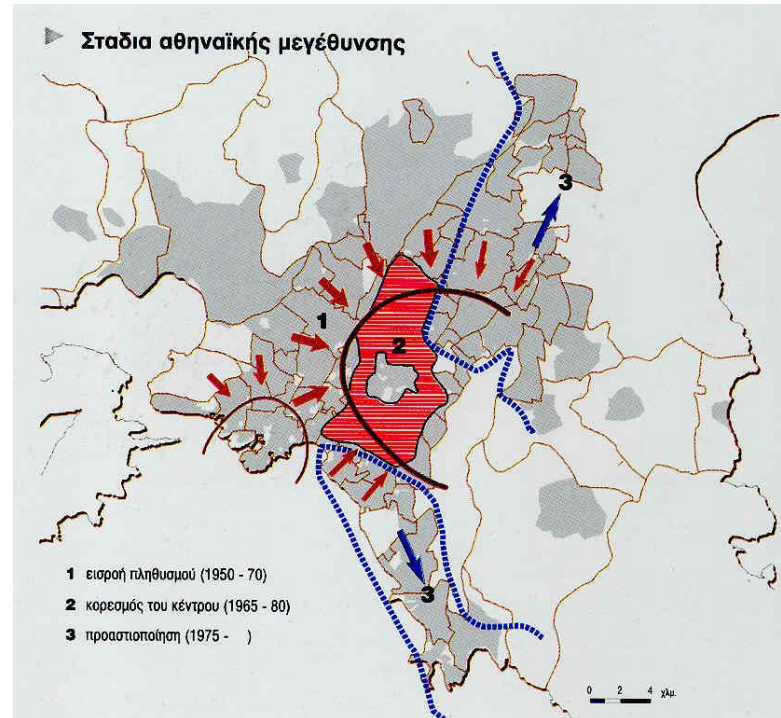 Σταδια αθηναϊκής μεγέθυνσης
3
1
2
3
1 εισροή πληθυσμού (1950 - 70)
2 κορεσμός του κέντρου (1965 - 80)
3 προαστιοποίηση (1975 - )
0 2 4 χλμ.